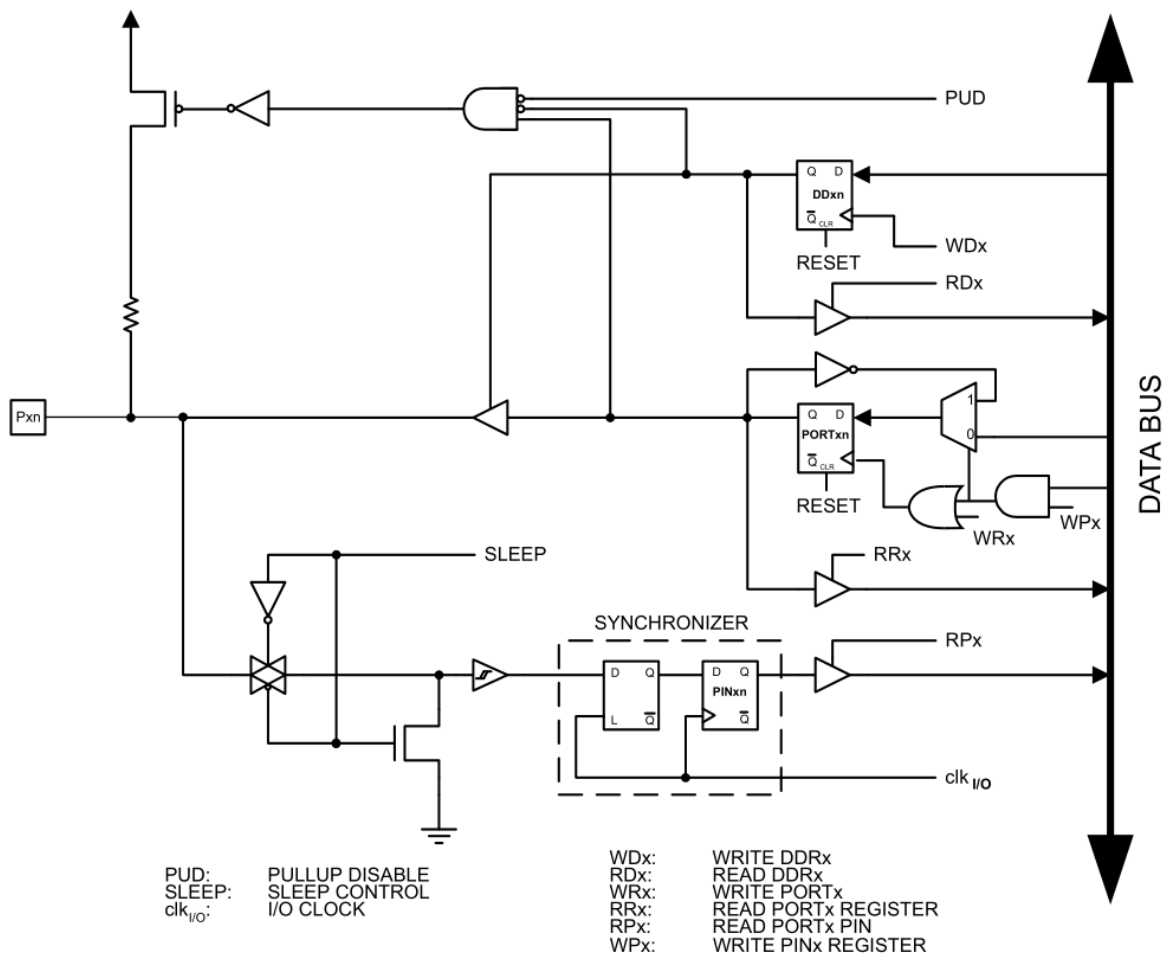 PUD
Q D
DDxn
Q CLR
WDx
RESET
RDx
Pxn
1
Q D
PORTxn
0
Q CLR
RESET
WPx
WRx
SLEEP
RRx
SYNCHRONIZER
RPx
D Q
D Q
PINxn
L Q
Q
clk I/O
DATA BUS
PUD: PULLUP DISABLE
SLEEP: SLEEP CONTROL
clkI/O: I/O CLOCK
WDx: WRITE DDRx
RDx: READ DDRx
WRx: WRITE PORTx
RRx: READ PORTx REGISTER
RPx: READ PORTx PIN
WPx: WRITE PINx REGISTER